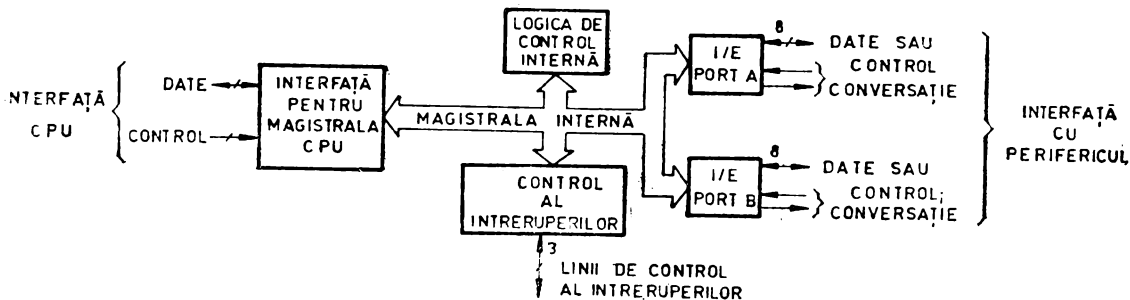 NTERFAȚĂ
CPU
DATE
CONTROL
INTERFAȚĂ
PENTRU
MAGISTRALA
CPU
LOGICA DE
CONTROL
INTERNĂ
MAGISTRALA INTERNĂ
CONTROL
AL
INTRERUPERILOR
3
LINII DE CONTROL
AL INTRERUPERILOR
I/E
PORT A
8
DATE SAU
CONTROL
CONVERSAȚIE
I/E
PORT B
8
DATE SAU
CONTROL;
CONVERSAȚIE
INTERFAȚĂ
CU
PERIFERICUL